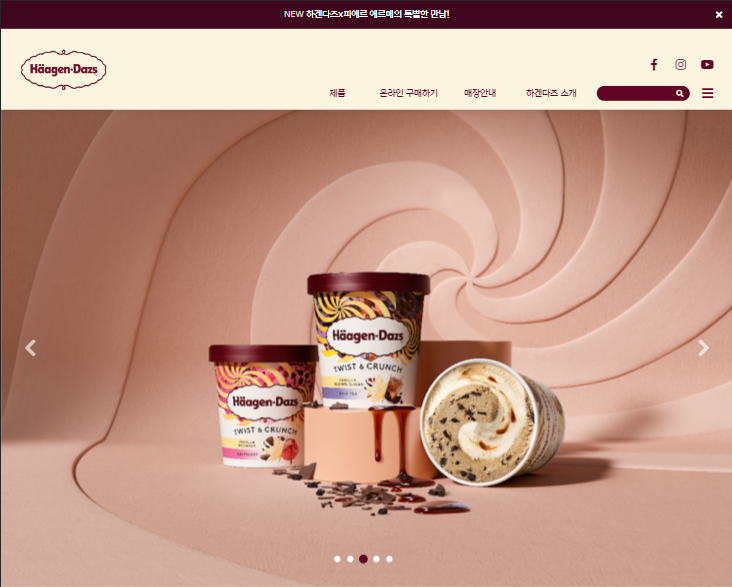 NEW 하겐다즈x피에르 에르메의 특별한 만남!
Häagen-Dazs
제품 온라인 구매하기 매장안내 하겐다즈 소개
Häagen-Dazs
TWIST & CRUNCH
VANILLA
BROWN SUGAR
MILK TEA
Häagen-Dazs
TWIST & CRUNCH
VANILLA
BROWNIE
RASPBERRY